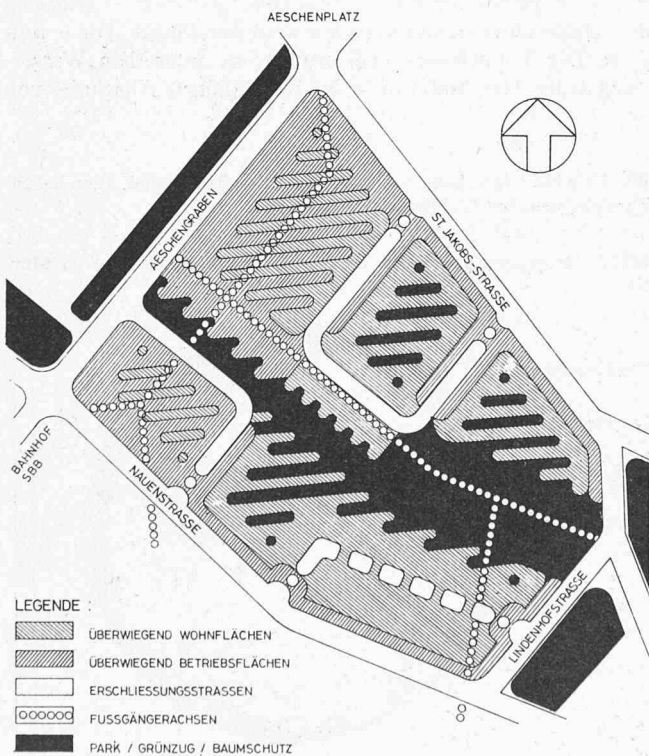 AESCHENPLATZ
AESCHENGRABEN
ST. JAKOBS-STRASSE
BAHNHOF
SBB
NAUENSTRASSE
LINDENHOFSTRASSE
LEGENDE :
ÜBERWIEGEND WOHNFLÄCHEN
ÜBERWIEGEND BETRIEBSFLÄCHEN
ERSCHLIESSUNGSSTRASSEN
FUSSGÄNGERACHSEN
PARK / GRÜNZUG / BAUMSCHUTZ